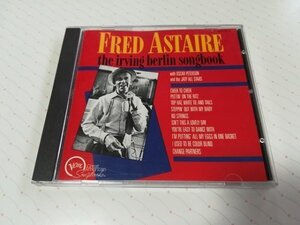 FRED ASTAIRE
the irving berlin songbook
with OSCAR PETERSON
and the JATP ALL STARS
CHEEK TO CHEEK
PUTTIN' ON THE RITZ
TOP HAT, WHITE TIE AND TAILS
STEPPIN' OUT WITH MY BABY
NO STRINGS
ISN'T THIS A LOVELY DAY
YOU'RE EASY TO DANCE WITH
I'M PUTTING ALL MY EGGS IN ONE BASKET
I USED TO BE COLOR BLIND
CHANGE PARTNERS
VERVE
Songbooks